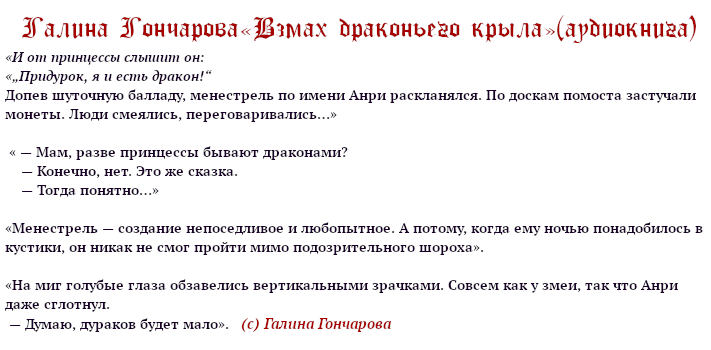 Галина Гончарова«Взмах драконьего крыла»(аудиокнига)
«И от принцессы слышит он:
«„Придурок, я и есть дракон!“
Допев шуточную балладу, менестрель по имени Анри раскланялся. По доскам помоста застучали
монеты. Люди смеялись, переговаривались…»
« — Мам, разве принцессы бывают драконами?
— Конечно, нет. Это же сказка.
— Тогда понятно…»
«Менестрель — создание непоседливое и любопытное. А потому, когда ему ночью понадобилось в
кустики, он никак не смог пройти мимо подозрительного шороха».
«На миг голубые глаза обзавелись вертикальными зрачками. Совсем как у змеи, так что Анри
даже сглотнул.
— Думаю, дураков будет мало». (с) Галина Гончарова